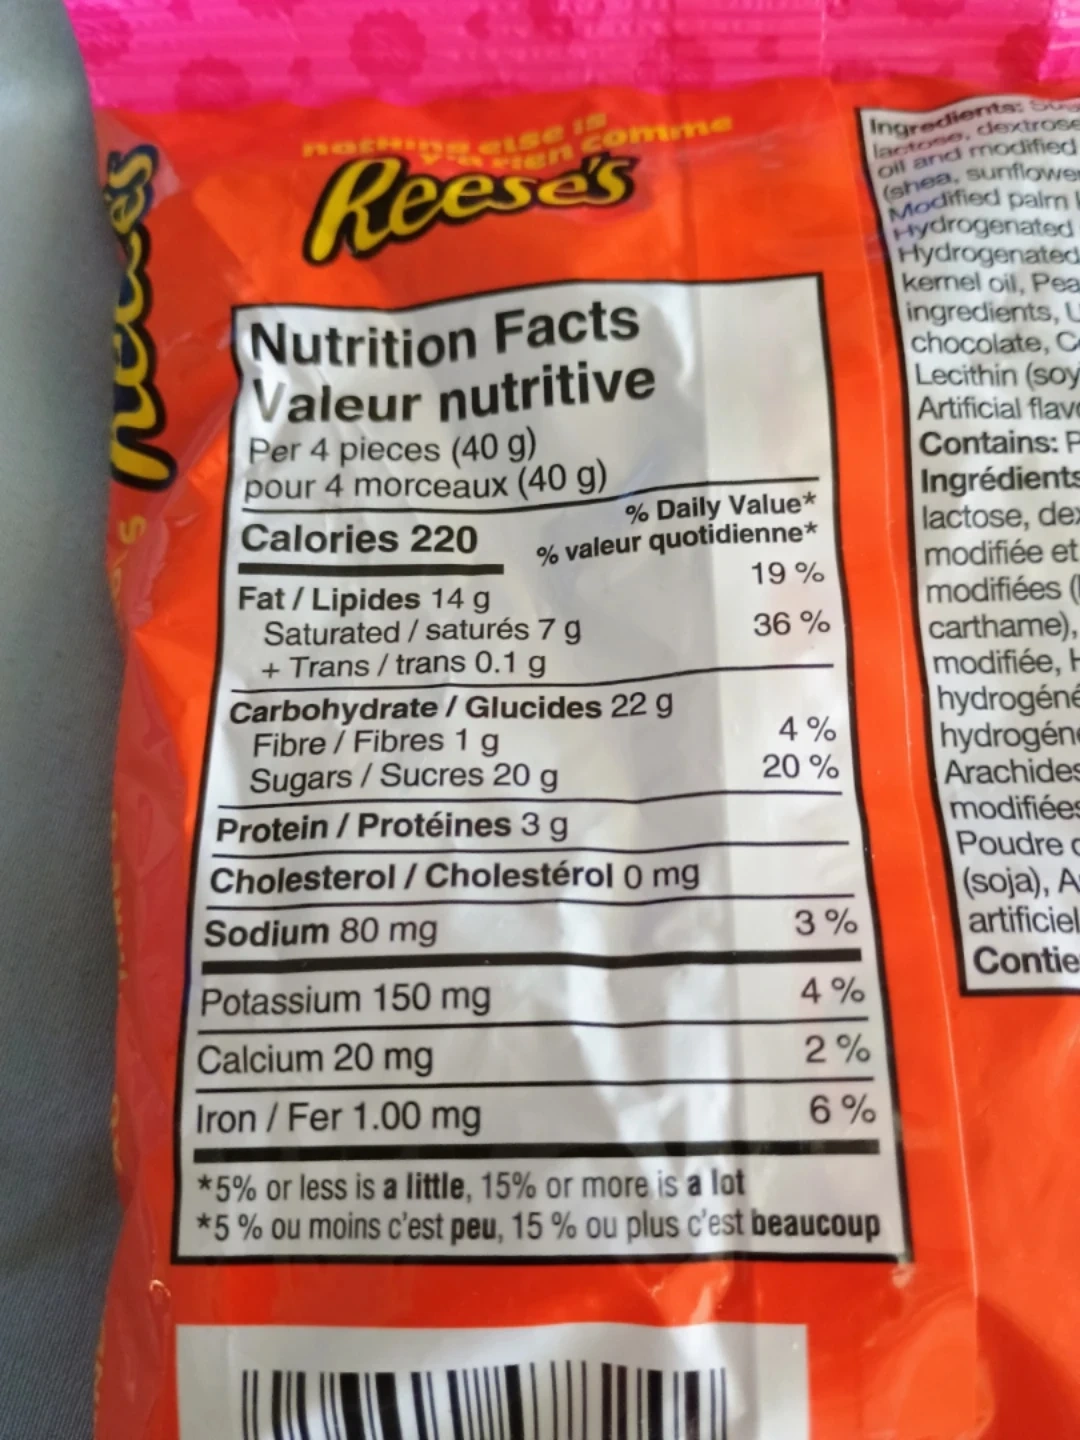 nothing else is
y'a rien comme
Reese's
Reese's
Nutrition Facts
Valeur nutritive
Per 4 pieces (40 g)
pour 4 morceaux (40 g)
% Daily Value*
Calories 220
% valeur quotidienne*
Fat / Lipides 14 g 19 %
Saturated / saturés 7 g 36 %
+ Trans / trans 0.1 g
Carbohydrate / Glucides 22 g
Fibre / Fibres 1 g 4 %
Sugars / Sucres 20 g 20 %
Protein / Protéines 3 g
Cholesterol / Cholestérol 0 mg
Sodium 80 mg 3 %
Potassium 150 mg 4 %
Calcium 20 mg 2 %
Iron / Fer 1.00 mg 6 %
*5% or less is a little, 15% or more is a lot
*5 % ou moins c'est peu, 15 % ou plus c'est beaucoup
Ingredients:
lactose, dextrose
oil and modified
(shea, sunflower
Modified palm
Hydrogenated
Hydrogenated
kernel oil,
ingredients,
chocolate,
Lecithin (soy
Artificial
Contains:
Ingrédients
lactose,
modifiée et
modifiées
carthame),
modifiée,
hydrogéné
hydrogén
Arachides
modifiées
Poudre
(soja),
artificiel